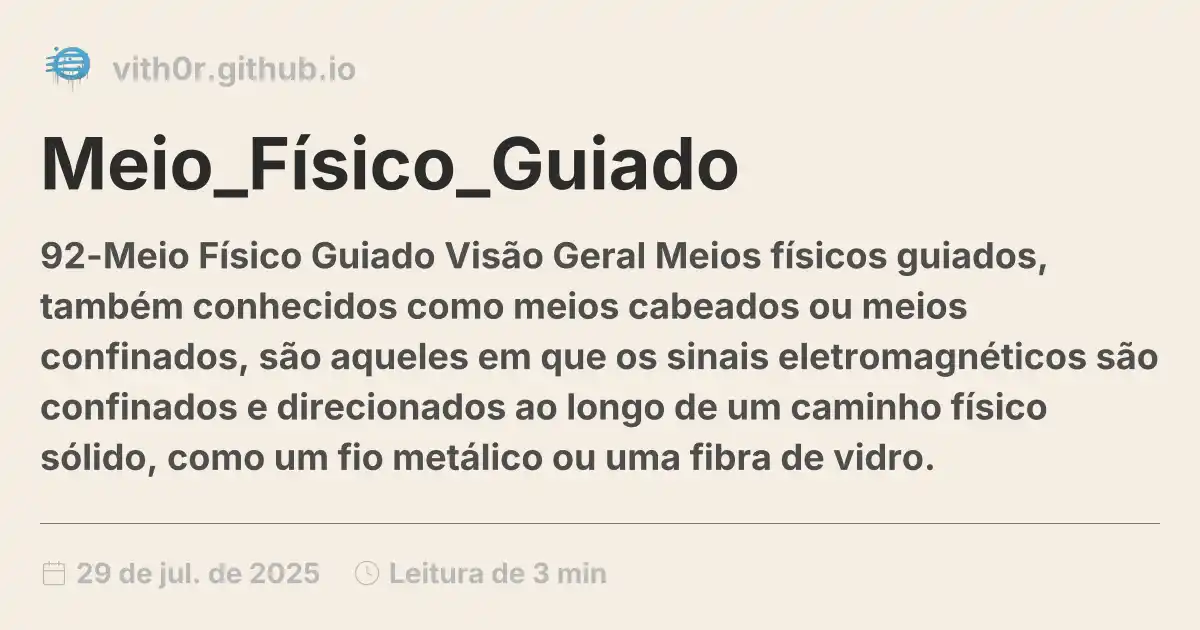 vith0r.github.io
Meio_Físico_Guiado
92-Meio Físico Guiado Visão Geral Meios físicos guiados,
também conhecidos como meios cabeados ou meios
confinados, são aqueles em que os sinais eletromagnéticos são
confinados e direcionados ao longo de um caminho físico
sólido, como um fio metálico ou uma fibra de vidro.
29 de jul. de 2025 Leitura de 3 min